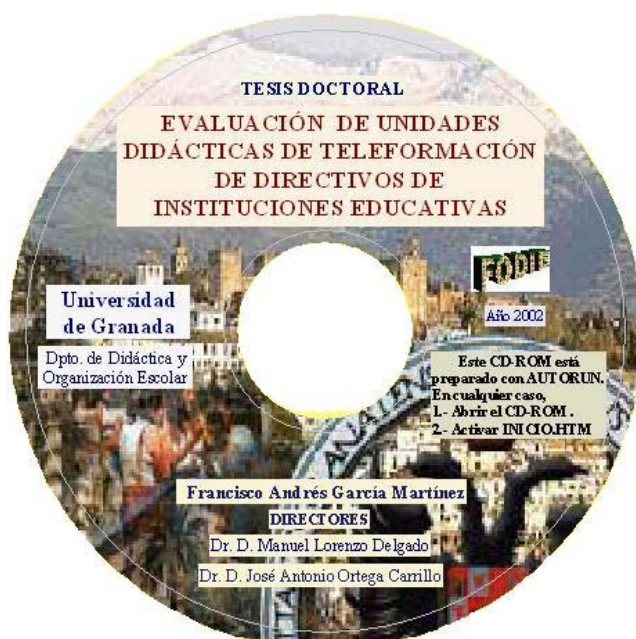 TESIS DOCTORAL
EVALUACIÓN DE UNIDADES
DIDÁCTICAS DE TELEFORMACIÓN
DE DIRECTIVOS DE
INSTITUCIONES EDUCATIVAS
Universidad
de Granada
Dpto. de Didáctica y
Organización Escolar
Año 2002
Este CD-ROM está
preparado con AUTORUN.
En cualquier caso,
1.- Abrir el CD-ROM .
2.- Activar INICIO.HTM
Francisco Andrés García Martínez
DIRECTORES
Dr. D. Manuel Lorenzo Delgado
Dr. D. José Antonio Ortega Carrillo